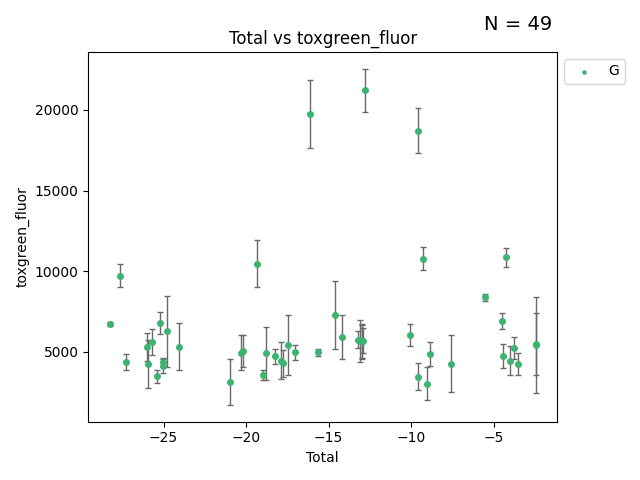 N = 49
Total vs toxgreen_fluor
G
toxgreen_fluor
20000
15000
10000
5000
−25 −20 −15 −10 −5
Total